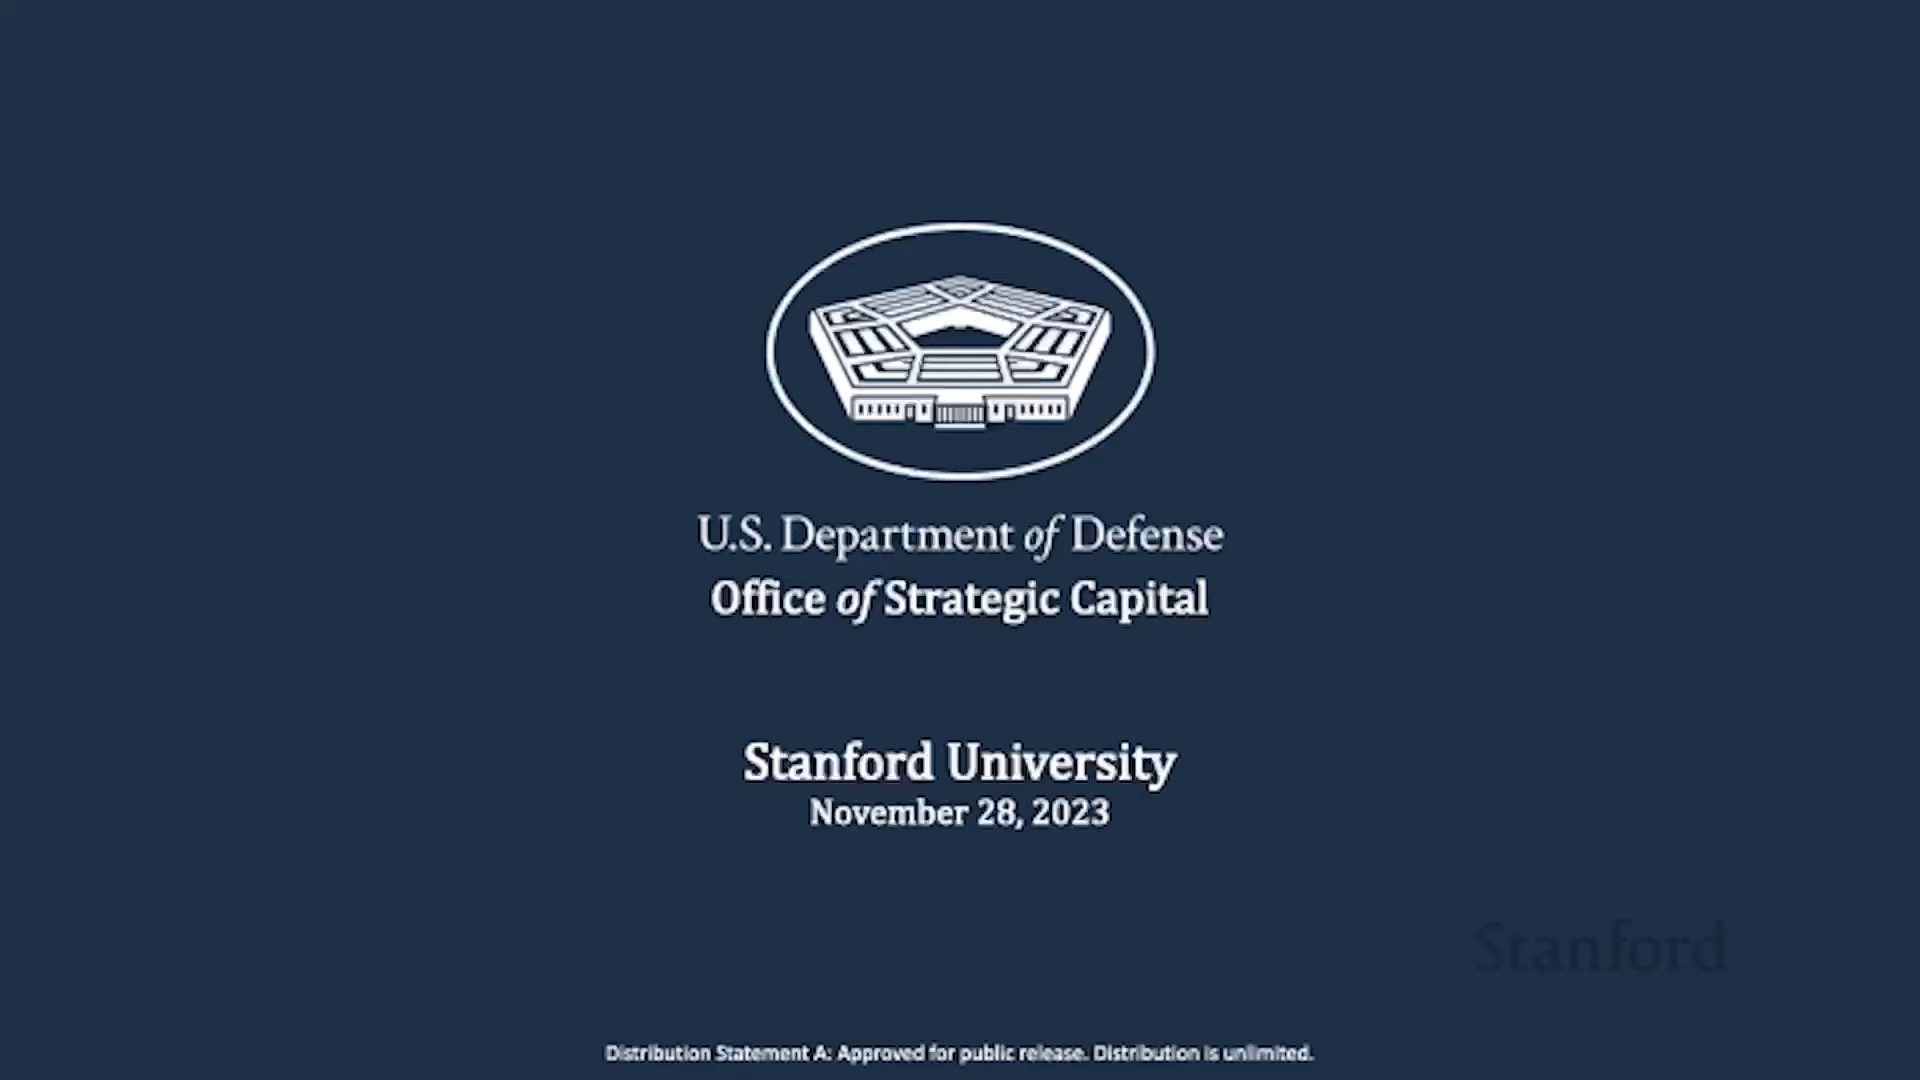 U.S. Department of Defense
Office of Strategic Capital
Stanford University
November 28, 2023
Stanford
Distribution Statement A: Approved for public release. Distribution is unlimited.